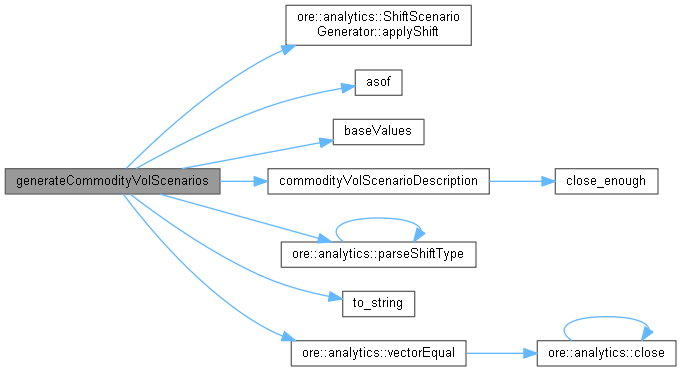 ore::analytics::ShiftScenario
Generator::applyShift
asof
baseValues
generateCommodityVolScenarios
commodityVolScenarioDescription
close_enough
ore::analytics::parseShiftType
to_string
ore::analytics::vectorEqual
ore::analytics::close